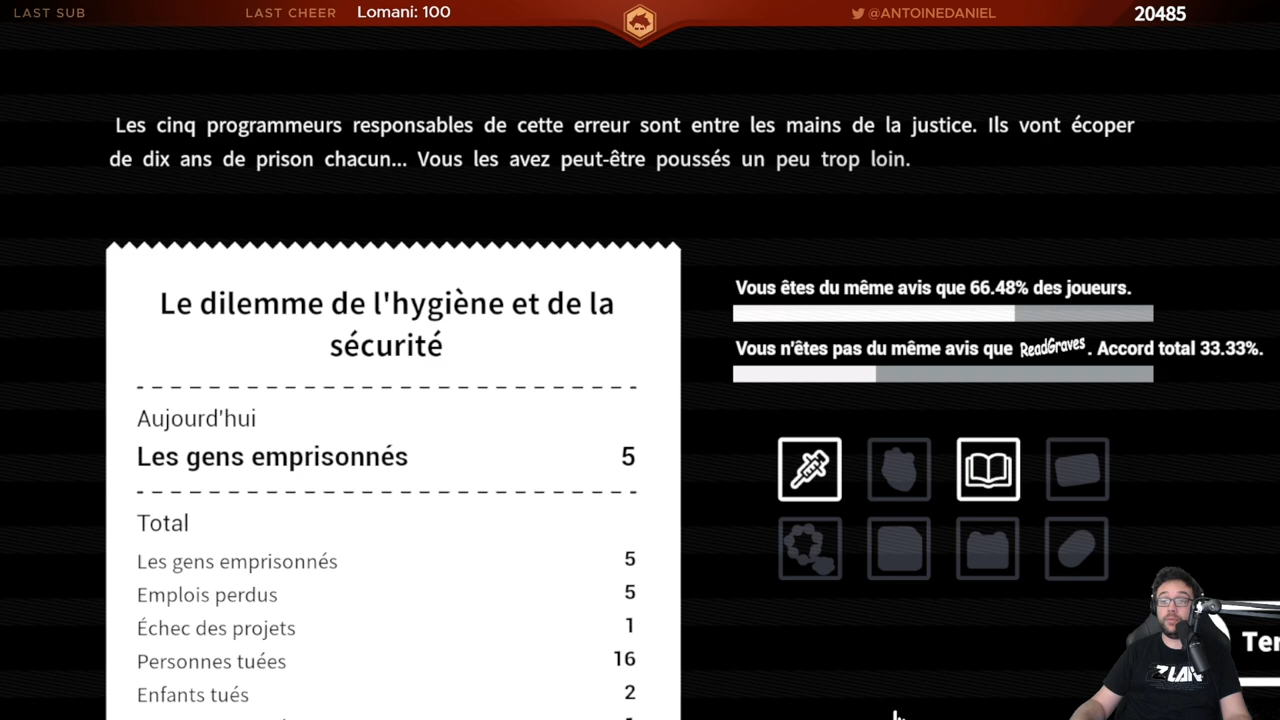 LAST SUB
LAST CHEER Lomani: 100
@ANTOINEDANIEL
20485
Les cinq programmeurs responsables de cette erreur sont entre les mains de la justice. Ils vont écoper
de dix ans de prison chacun... Vous les avez peut-être poussés un peu trop loin.
Le dilemme de l'hygiène et de la
sécurité
Aujourd'hui
Les gens emprisonnés 5
Total
Les gens emprisonnés 5
Emplois perdus 5
Échec des projets 1
Personnes tuées 16
Enfants tués 2
Vous êtes du même avis que 66.48% des joueurs.
Vous n'êtes pas du même avis que ReadGraves. Accord total 33.33%.
Ter
ZLAN